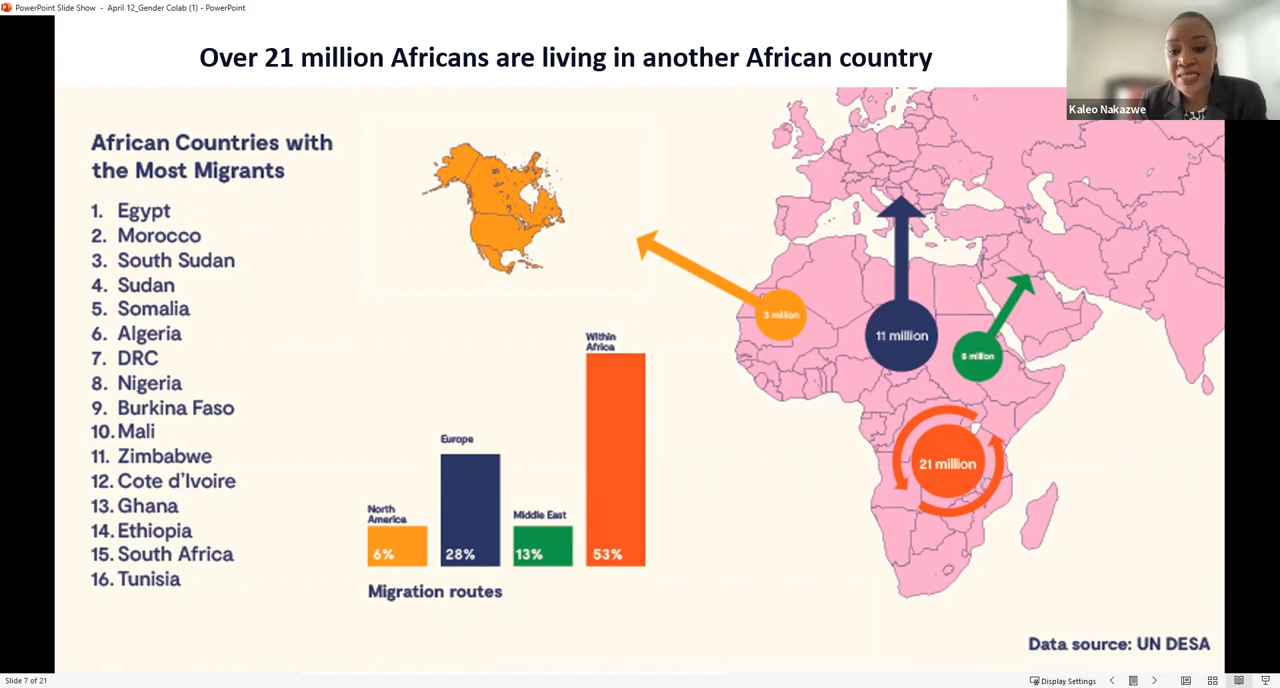 PowerPoint Slide Show - April 12_Gender Colab (1) - PowerPoint
Over 21 million Africans are living in another African country
Kaleo Nakazwe
African Countries with
the Most Migrants
1. Egypt
2. Morocco
3. South Sudan
4. Sudan
5. Somalia
6. Algeria
7. DRC
8. Nigeria
9. Burkina Faso
10. Mali
11. Zimbabwe
12. Cote d'Ivoire
13. Ghana
14. Ethiopia
15. South Africa
16. Tunisia
North
America
6%
Europe
28%
Middle East
13%
Within
Africa
53%
Migration routes
3 million
11 million
5 million
21 million
Data source: UN DESA
Slide 7 of 21
Display Settings